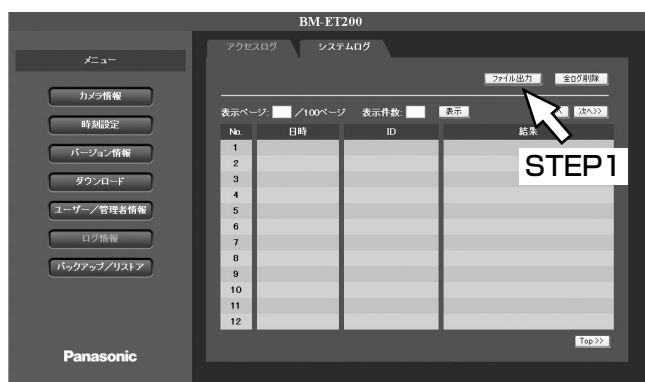 BM-ET200
メニュー
カメラ情報
時刻設定
バージョン情報
ダウンロード
ユーザー／管理者情報
ログ情報
バックアップ／リストア
Panasonic
アクセスログ システムログ
ファイル出力 全ログ削除
表示ページ: ／100ページ 表示件数: 表示 次へ>>
No. 日時 ID 結果
1
2
3
4
5
6
7
8
9
10
11
12
STEP1
Top >>